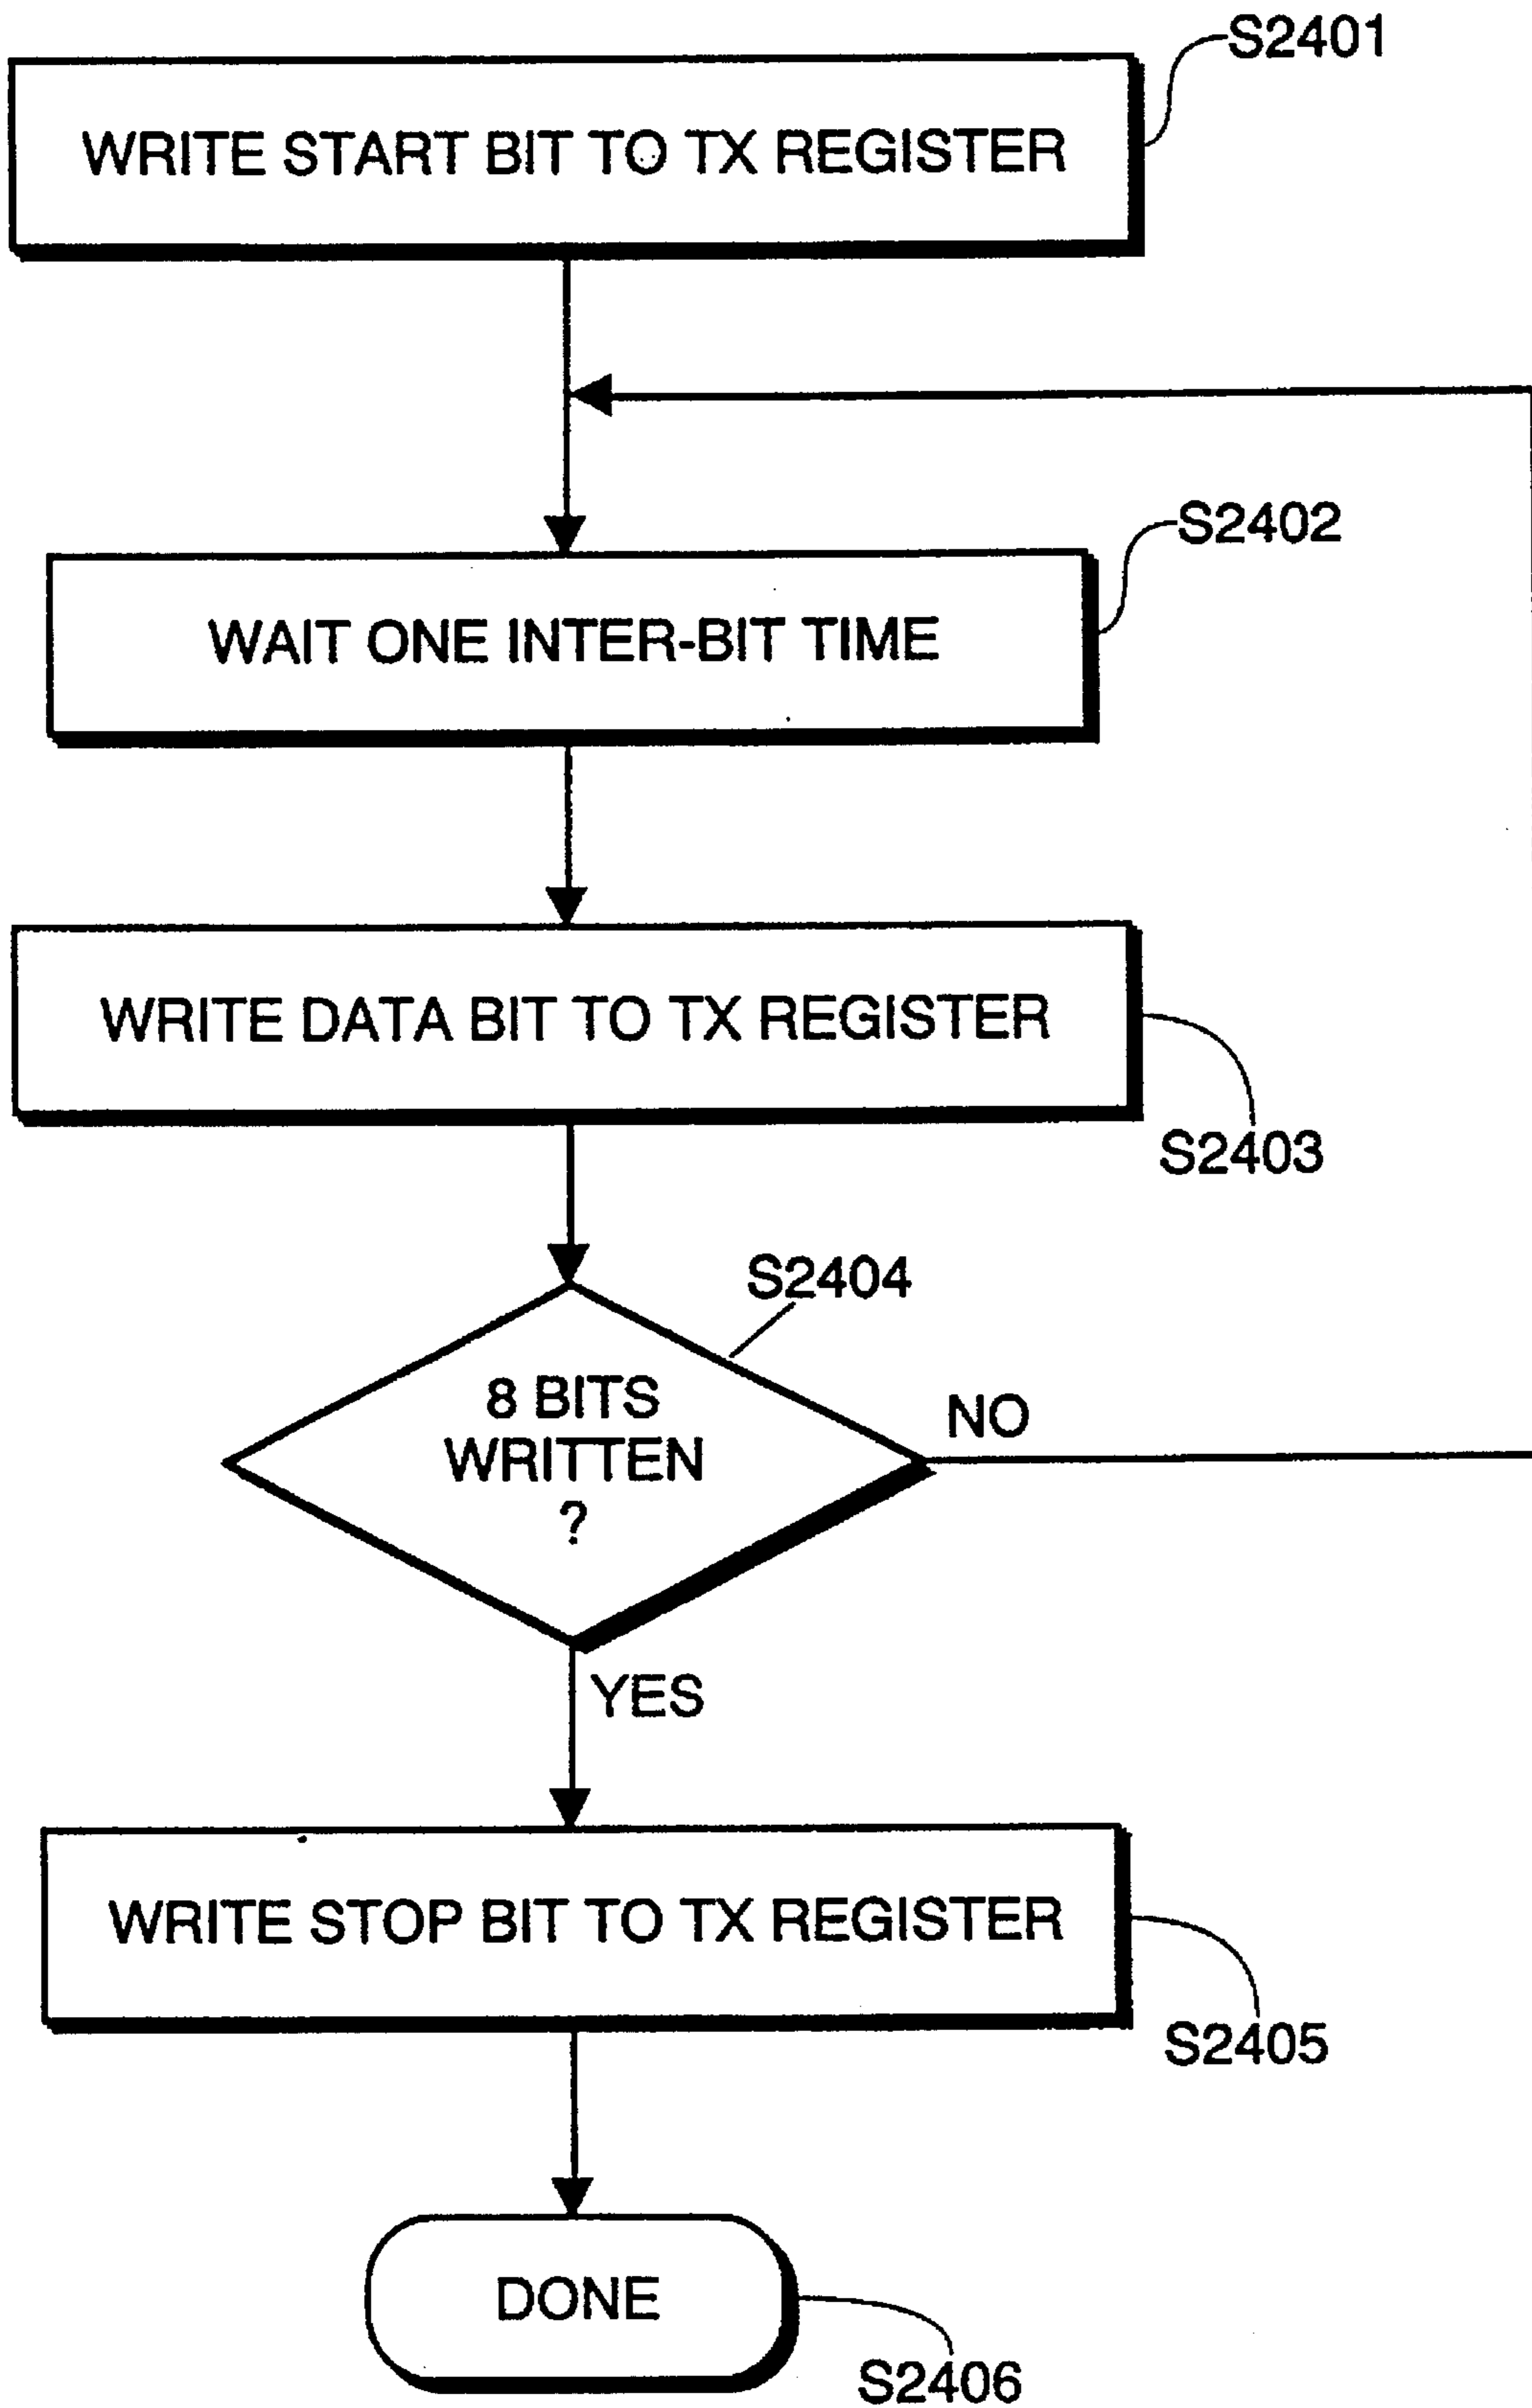 S2401
WRITE START BIT TO TX REGISTER
S2402
WAIT ONE INTER-BIT TIME
WRITE DATA BIT TO TX REGISTER
S2403
S2404
8 BITS
WRITTEN
?
NO
YES
WRITE STOP BIT TO TX REGISTER
S2405
DONE
S2406